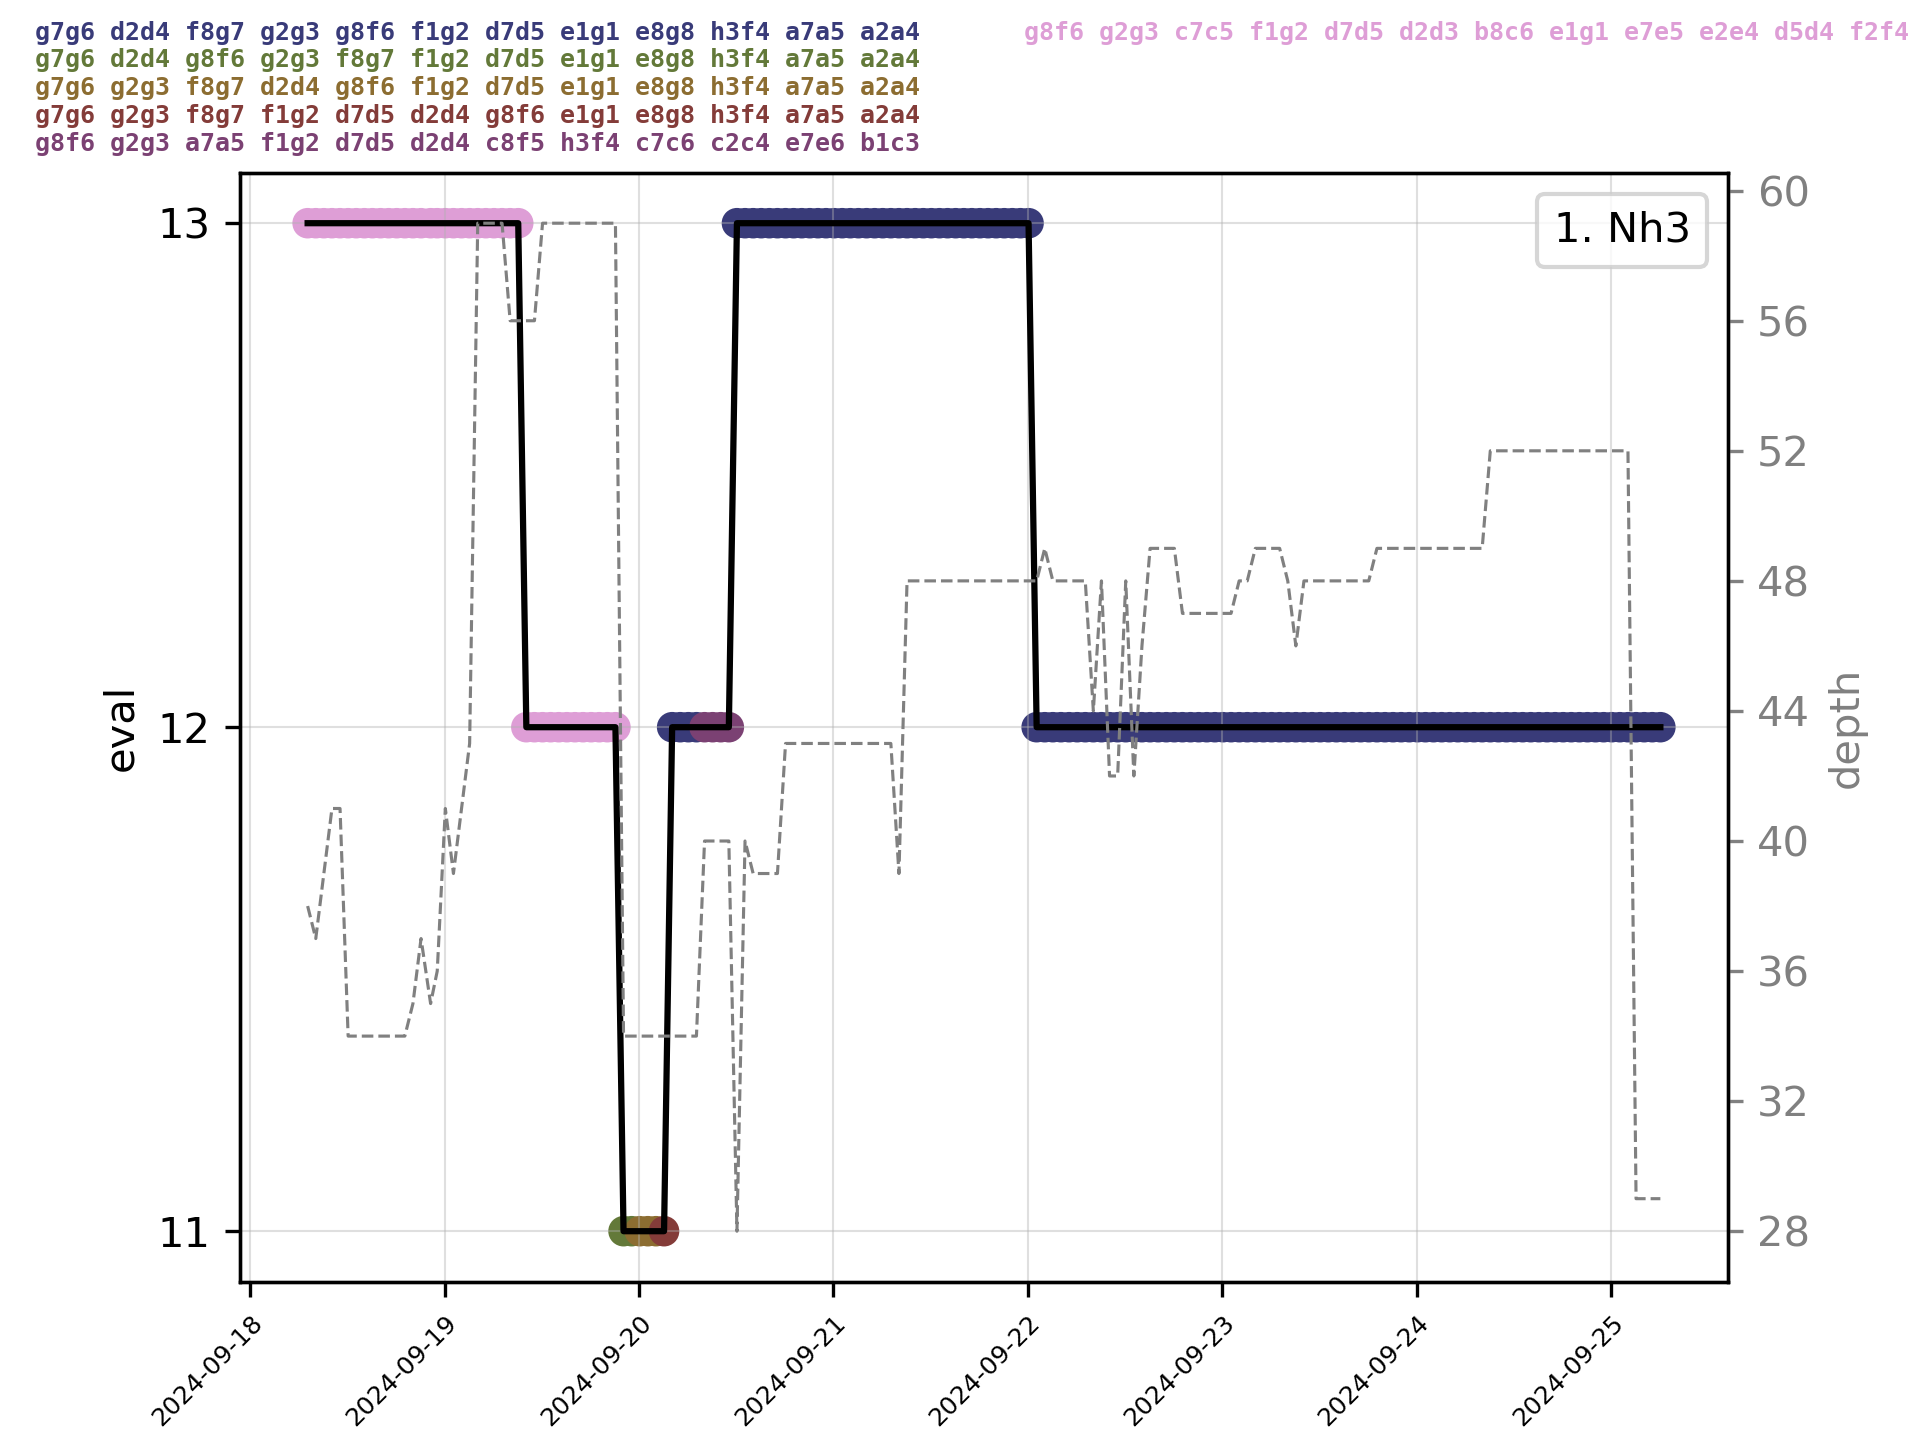 g7g6 d2d4 f8g7 g2g3 g8f6 f1g2 d7d5 e1g1 e8g8 h3f4 a7a5 a2a4
g7g6 d2d4 g8f6 g2g3 f8g7 f1g2 d7d5 e1g1 e8g8 h3f4 a7a5 a2a4
g7g6 g2g3 f8g7 d2d4 g8f6 f1g2 d7d5 e1g1 e8g8 h3f4 a7a5 a2a4
g7g6 g2g3 f8g7 f1g2 d7d5 d2d4 g8f6 e1g1 e8g8 h3f4 a7a5 a2a4
g8f6 g2g3 a7a5 f1g2 d7d5 d2d4 c8f5 h3f4 c7c6 c2c4 e7e6 b1c3
g8f6 g2g3 c7c5 f1g2 d7d5 d2d3 b8c6 e1g1 e7e5 e2e4 d5d4 f2f4
1. Nh3
eval
13
12
11
depth
60
56
52
48
44
40
36
32
28
2024-09-18
2024-09-19
2024-09-20
2024-09-21
2024-09-22
2024-09-23
2024-09-24
2024-09-25